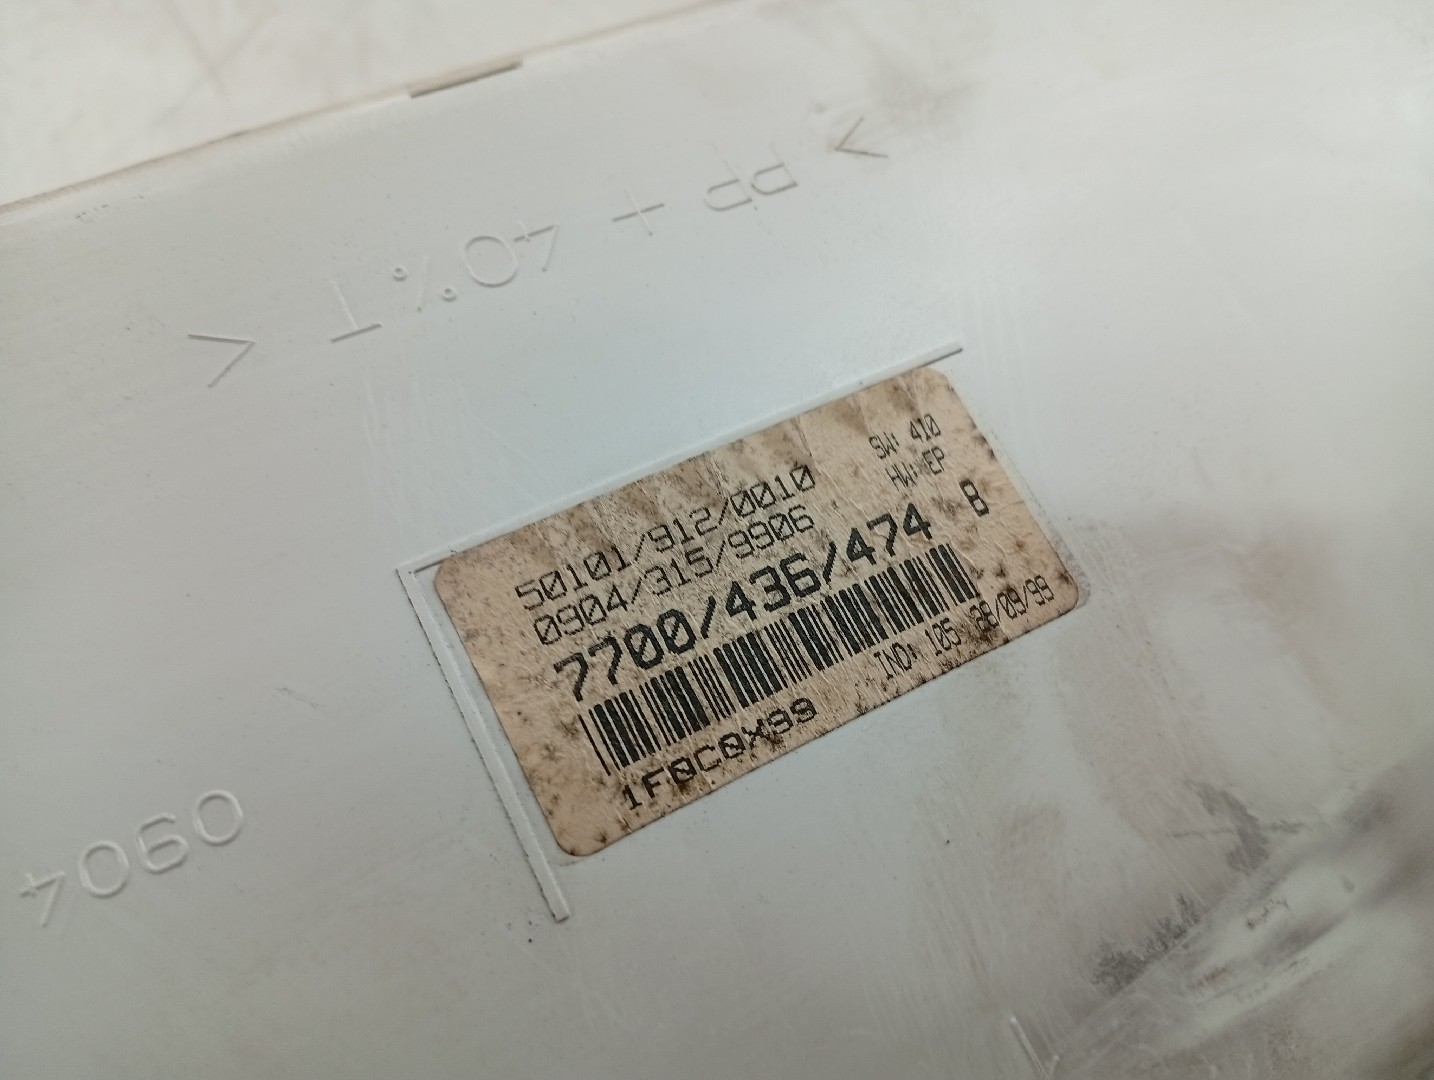 > PP + 40% T <
50101/912/0010
SW: 410
0904/315/9906
HW: EP
7700/436/474 B
IND: 105 28/09/99
1F0C0X99
0904